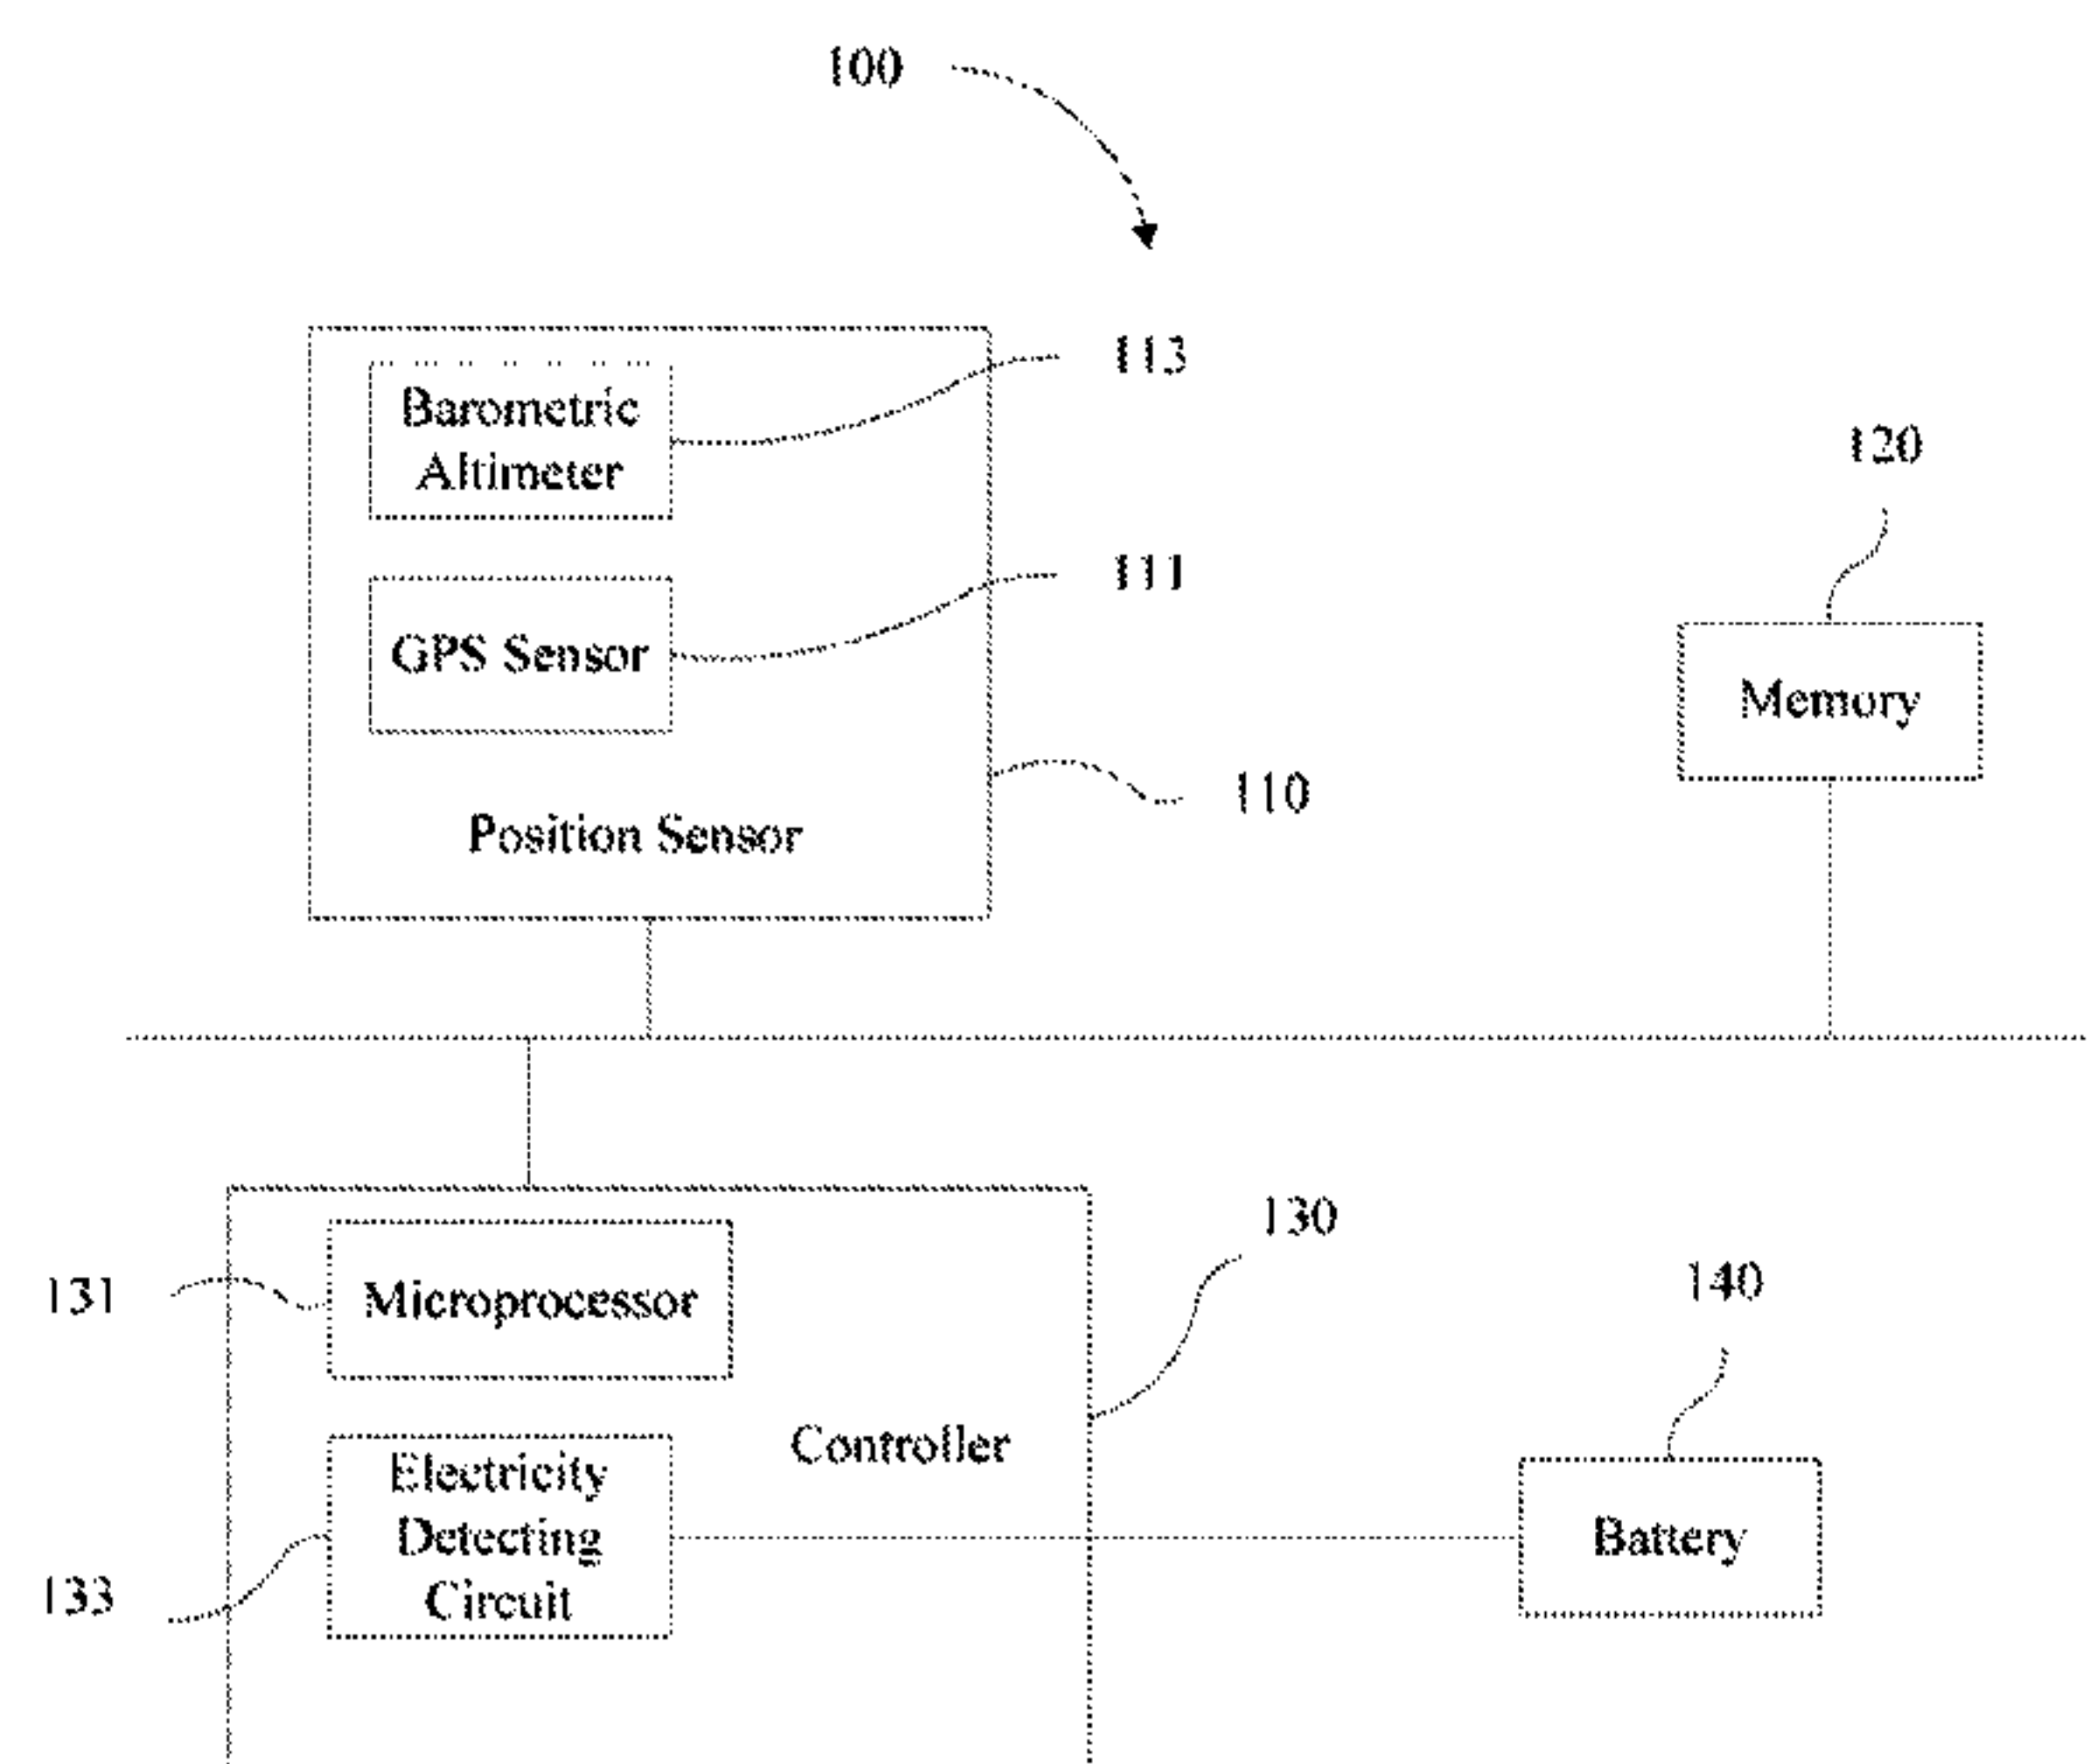 100
113
Barometric
Altimeter
120
111
GPS Sensor
Memory
110
Position Sensor
130
131
Microprocessor
140
Controller
Electricity
Detecting
Circuit
Battery
133